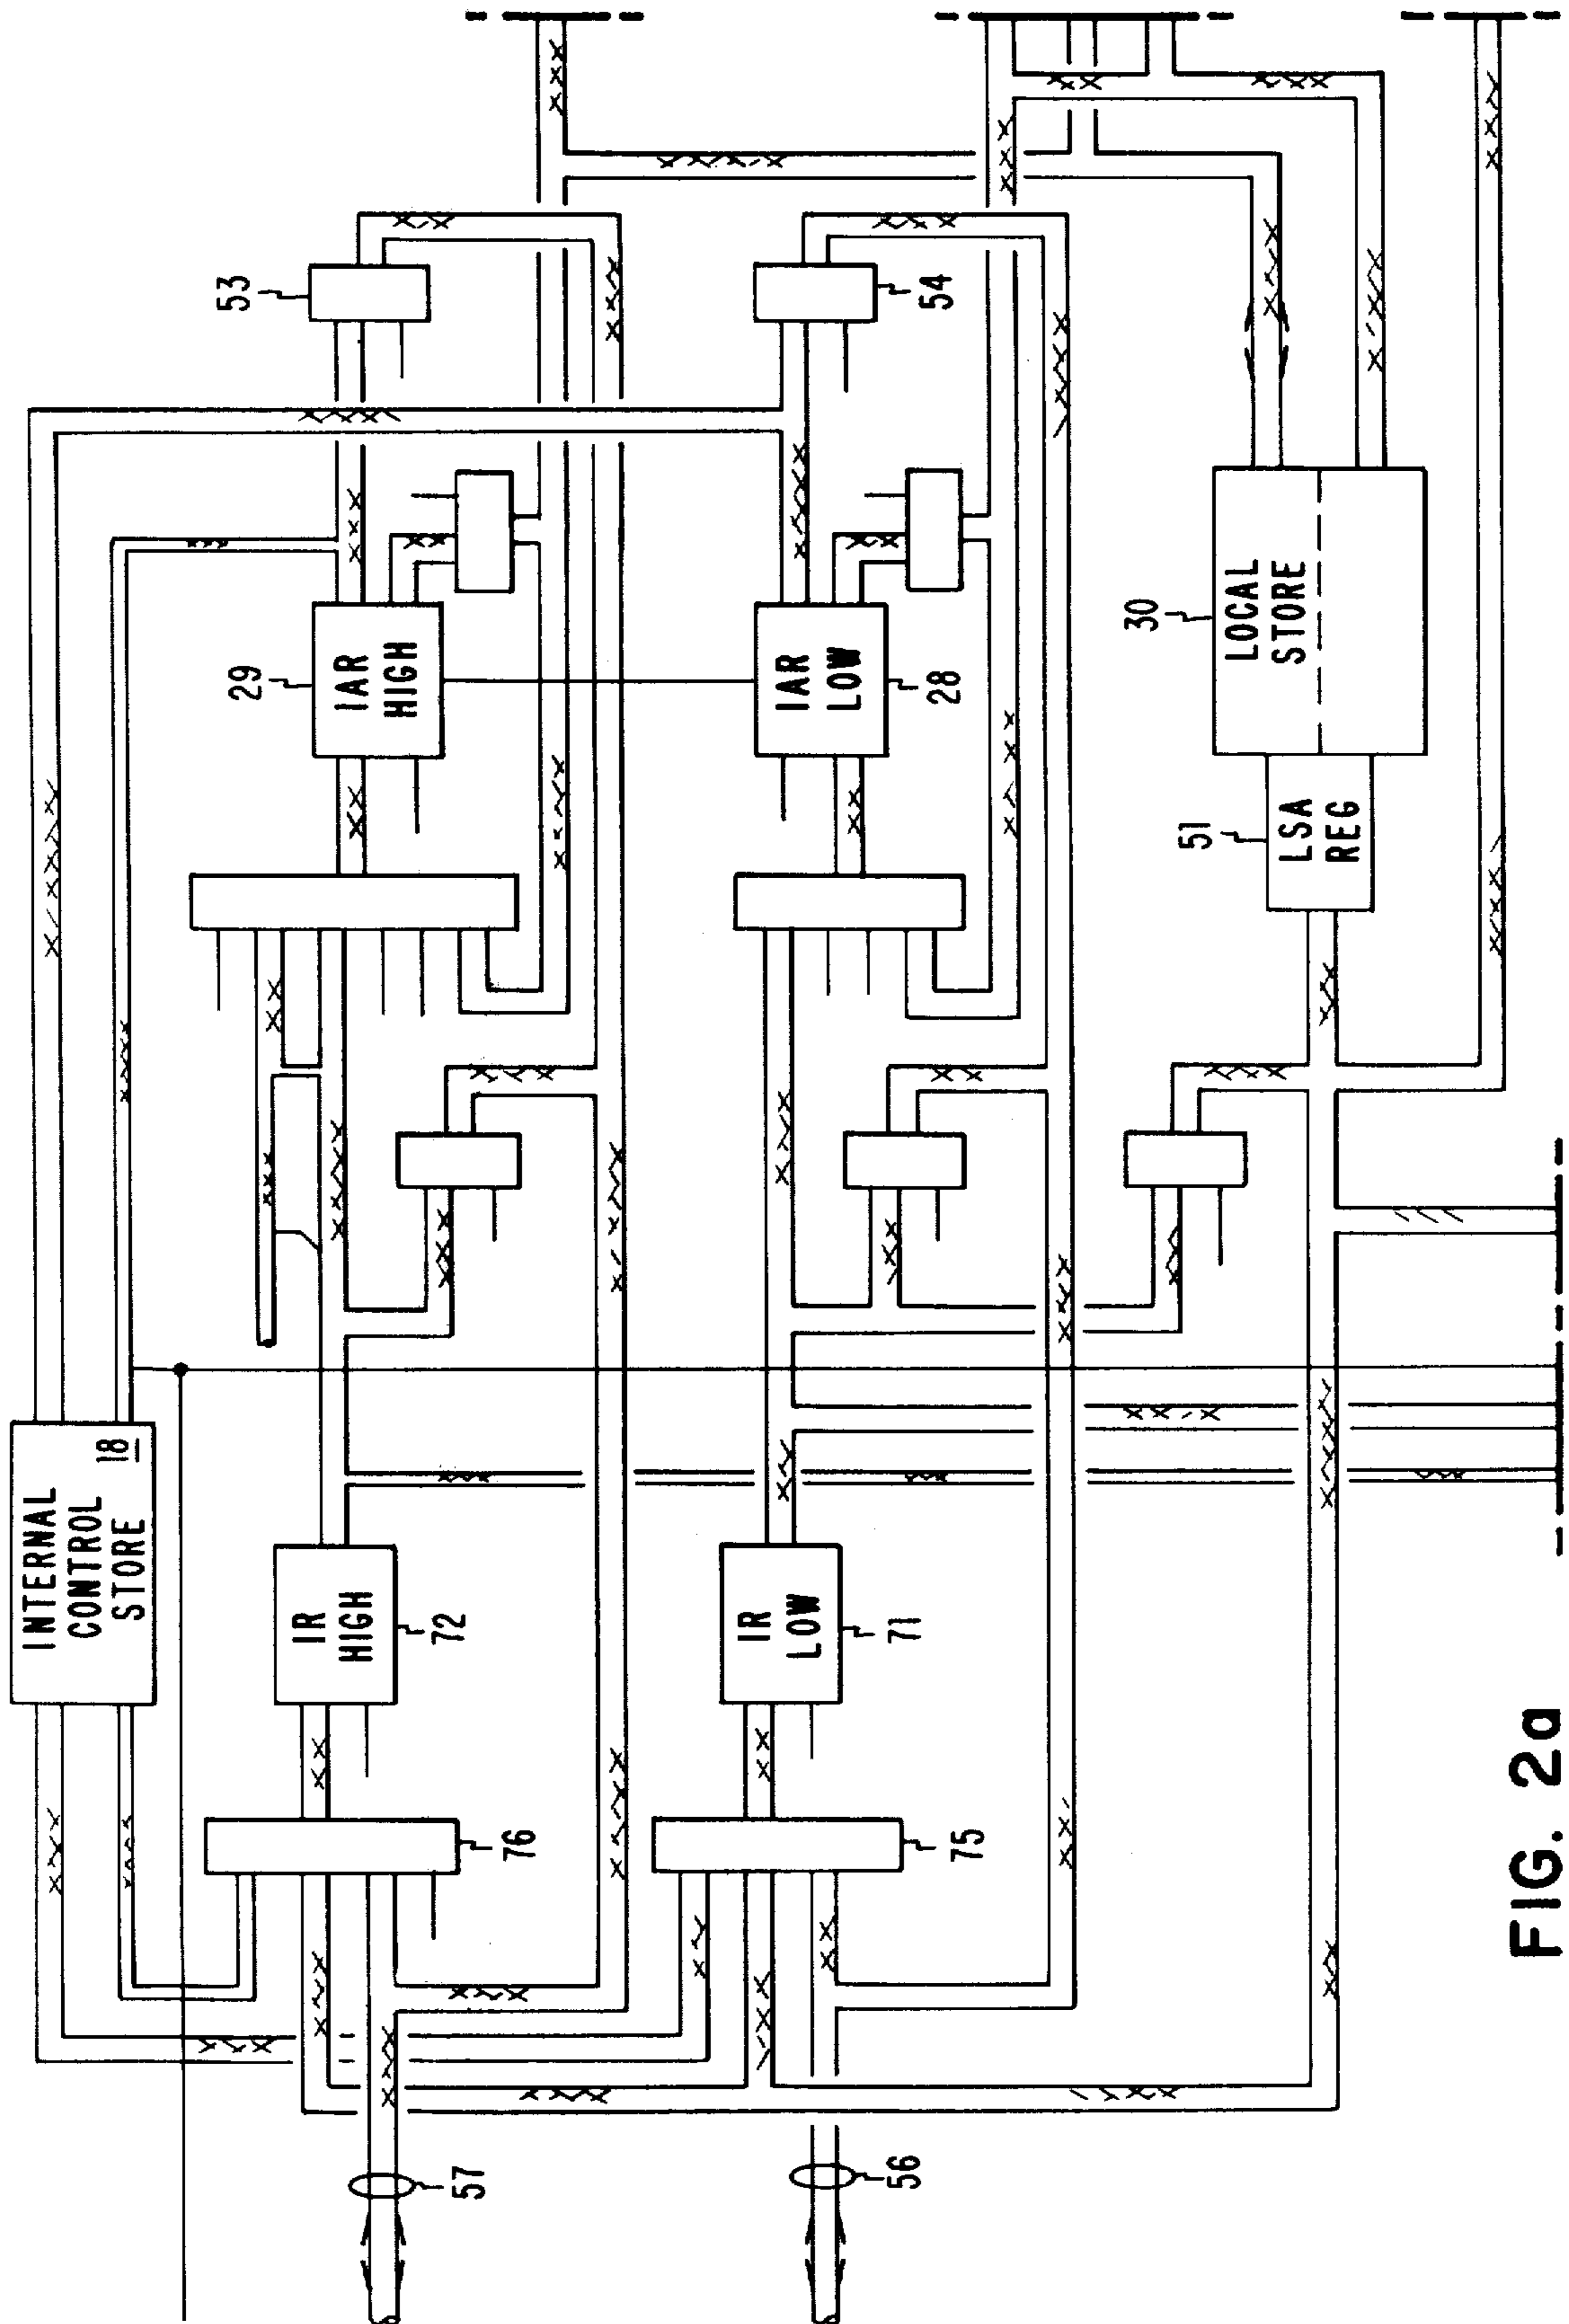 INTERNAL
CONTROL
STORE
18
53
29
IAR
HIGH
IR
HIGH
72
76
57
54
IAR
LOW
28
IR
LOW
71
75
56
30
LOCAL
STORE
51
LSA
REG
FIG. 2a